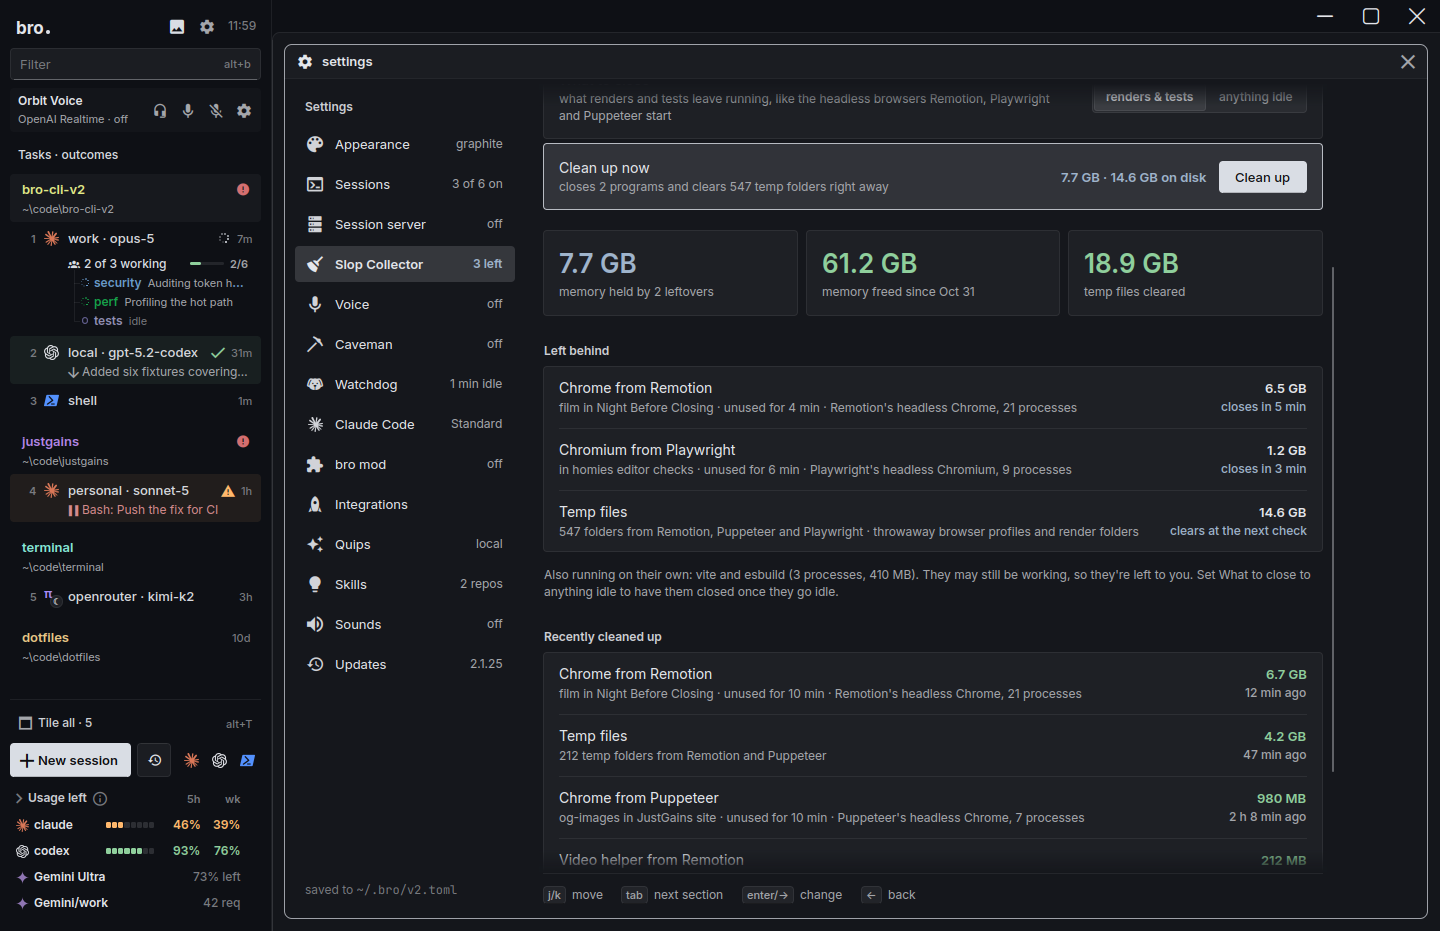 bro.
11:59
Filter
alt+b
Orbit Voice
OpenAI Realtime · off
Tasks · outcomes
bro-cli-v2
~\code\bro-cli-v2
1 work · opus-5 7m
2 of 3 working 2/6
security Auditing token h...
perf Profiling the hot path
tests idle
2 local · gpt-5.2-codex 31m
Added six fixtures covering...
3 shell 1m
justgains
~\code\justgains
4 personal · sonnet-5 1h
Bash: Push the fix for CI
terminal
~\code\terminal
5 openrouter · kimi-k2 3h
dotfiles 10d
~\code\dotfiles
Tile all · 5 alt+T
New session
Usage left 5h wk
claude 46% 39%
codex 93% 76%
Gemini Ultra 73% left
Gemini/work 42 req
settings
Settings
Appearance graphite
Sessions 3 of 6 on
Session server off
Slop Collector 3 left
Voice off
Caveman off
Watchdog 1 min idle
Claude Code Standard
bro mod off
Integrations
Quips local
Skills 2 repos
Sounds off
Updates 2.1.25
saved to ~/.bro/v2.toml
what renders and tests leave running, like the headless browsers Remotion, Playwright
and Puppeteer start
renders & tests anything idle
Clean up now
closes 2 programs and clears 547 temp folders right away
7.7 GB · 14.6 GB on disk
Clean up
7.7 GB
memory held by 2 leftovers
61.2 GB
memory freed since Oct 31
18.9 GB
temp files cleared
Left behind
Chrome from Remotion 6.5 GB
film in Night Before Closing · unused for 4 min · Remotion's headless Chrome, 21 processes closes in 5 min
Chromium from Playwright 1.2 GB
in homies editor checks · unused for 6 min · Playwright's headless Chromium, 9 processes closes in 3 min
Temp files 14.6 GB
547 folders from Remotion, Puppeteer and Playwright · throwaway browser profiles and render folders clears at the next check
Also running on their own: vite and esbuild (3 processes, 410 MB). They may still be working, so they're left to you. Set What to close to
anything idle to have them closed once they go idle.
Recently cleaned up
Chrome from Remotion 6.7 GB
film in Night Before Closing · unused for 10 min · Remotion's headless Chrome, 21 processes 12 min ago
Temp files 4.2 GB
212 temp folders from Remotion and Puppeteer 47 min ago
Chrome from Puppeteer 980 MB
og-images in JustGains site · unused for 10 min · Puppeteer's headless Chrome, 7 processes 2 h 8 min ago
Video helper from Remotion 212 MB
j/k move tab next section enter/→ change ← back